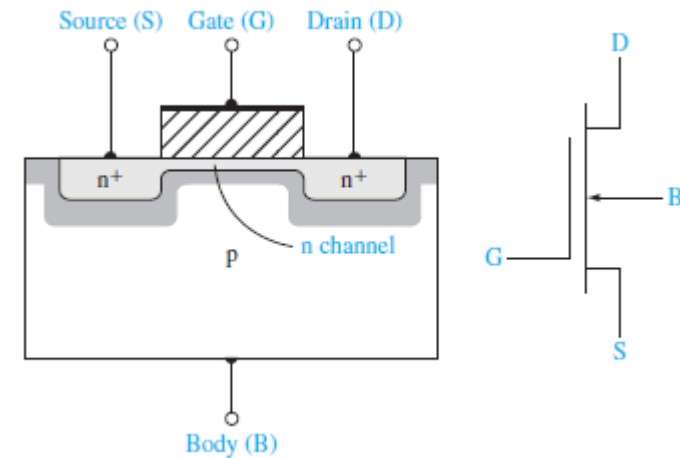 Source (S) Gate (G) Drain (D)
D
n+ n+
B
n channel
p
G
S
Body (B)